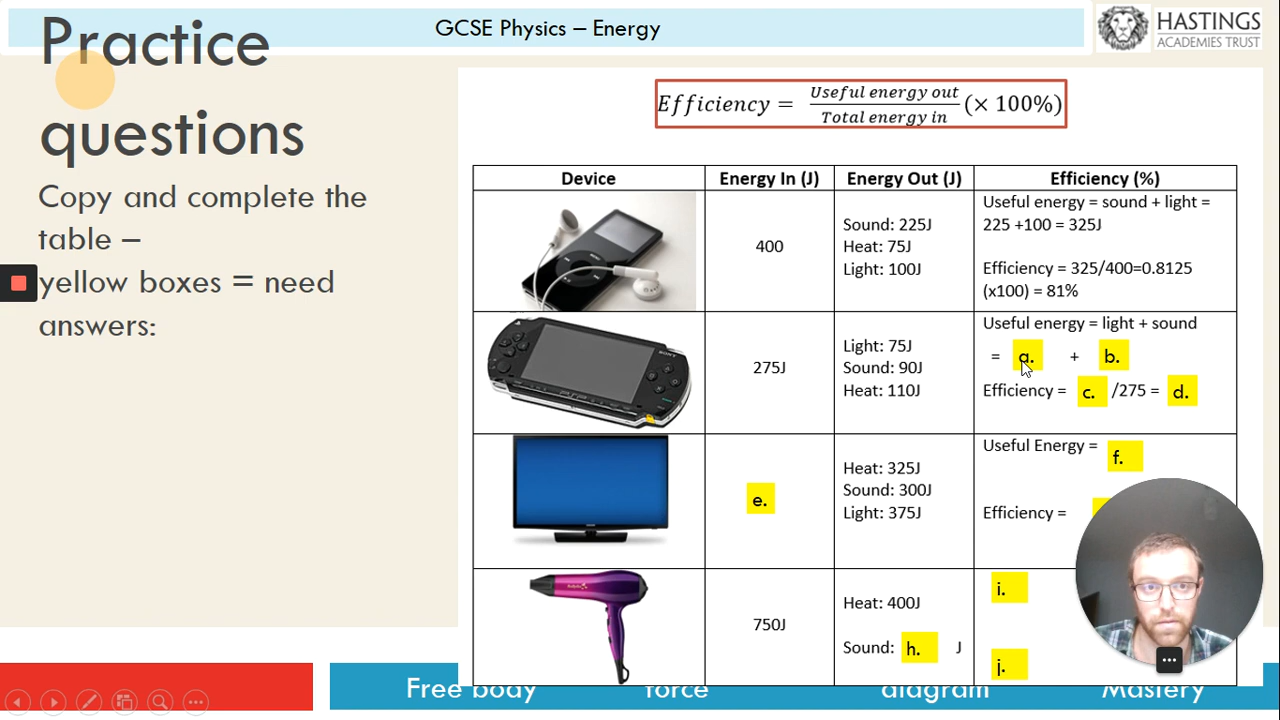 Practice
questions
GCSE Physics – Energy
HASTINGS
ACADEMIES TRUST
Copy and complete the
table –
yellow boxes = need
answers:
Efficiency = Useful energy out / Total energy in (× 100%)
Device Energy In (J) Energy Out (J) Efficiency (%)
400
Sound: 225J
Heat: 75J
Light: 100J
Useful energy = sound + light =
225 +100 = 325J
Efficiency = 325/400=0.8125
(x100) = 81%
275J
Light: 75J
Sound: 90J
Heat: 110J
Useful energy = light + sound
= a. + b.
Efficiency = c. /275 = d.
SONY
e.
Heat: 325J
Sound: 300J
Light: 375J
Useful Energy = f.
Efficiency =
750J
Heat: 400J
Sound: h. J
i.
j.
Free body force diagram Mastery